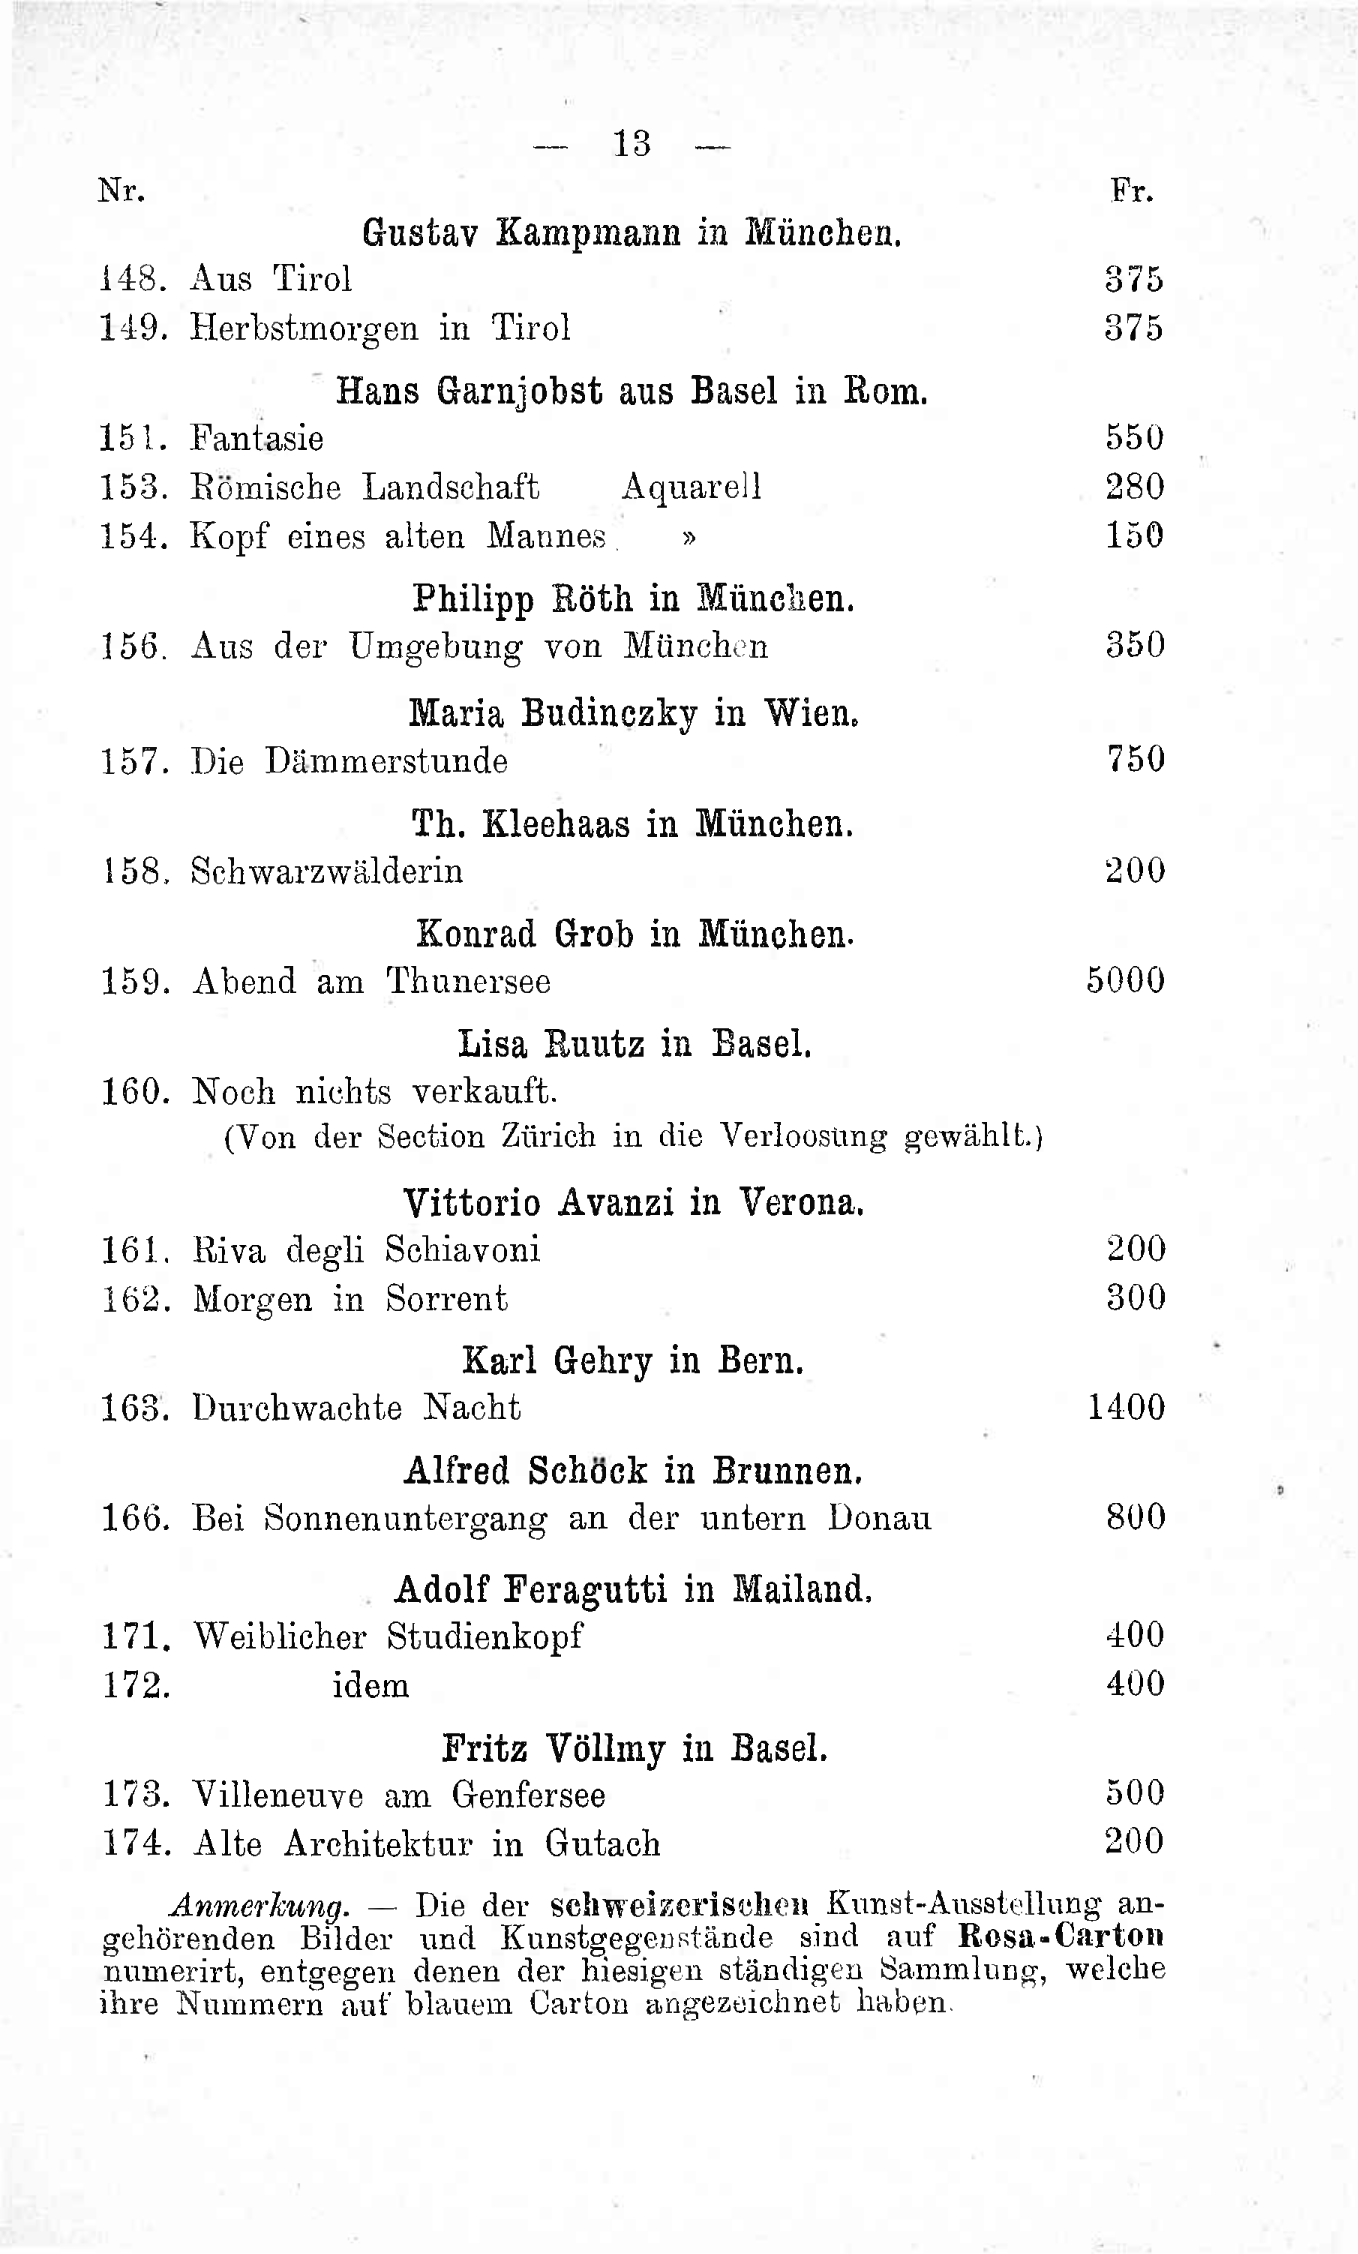 — 13 —
Nr. Fr.
Gustav Kampmann in München.
148. Aus Tirol 375
149. Herbstmorgen in Tirol 375
Hans Garnjobst aus Basel in Rom.
151. Fantasie 550
153. Römische Landschaft Aquarell 280
154. Kopf eines alten Mannes » 150
Philipp Röth in München.
156. Aus der Umgebung von München 350
Maria Budinczky in Wien.
157. Die Dämmerstunde 750
Th. Kleehaas in München.
158. Schwarzwälderin 200
Konrad Grob in München.
159. Abend am Thunersee 5000
Lisa Ruutz in Basel.
160. Noch nichts verkauft.
(Von der Section Zürich in die Verloosung gewählt.)
Vittorio Avanzi in Verona.
161. Riva degli Schiavoni 200
162. Morgen in Sorrent 300
Karl Gehry in Bern.
163. Durchwachte Nacht 1400
Alfred Schöck in Brunnen.
166. Bei Sonnenuntergang an der untern Donau 800
Adolf Feragutti in Mailand.
171. Weiblicher Studienkopf 400
172. idem 400
Fritz Völlmy in Basel.
173. Villeneuve am Genfersee 500
174. Alte Architektur in Gutach 200
Anmerkung. — Die der schweizerischen Kunst-Ausstellung an-
gehörenden Bilder und Kunstgegenstände sind auf Rosa-Carton
numerirt, entgegen denen der hiesigen ständigen Sammlung, welche
ihre Nummern auf blauem Carton angezeichnet haben.